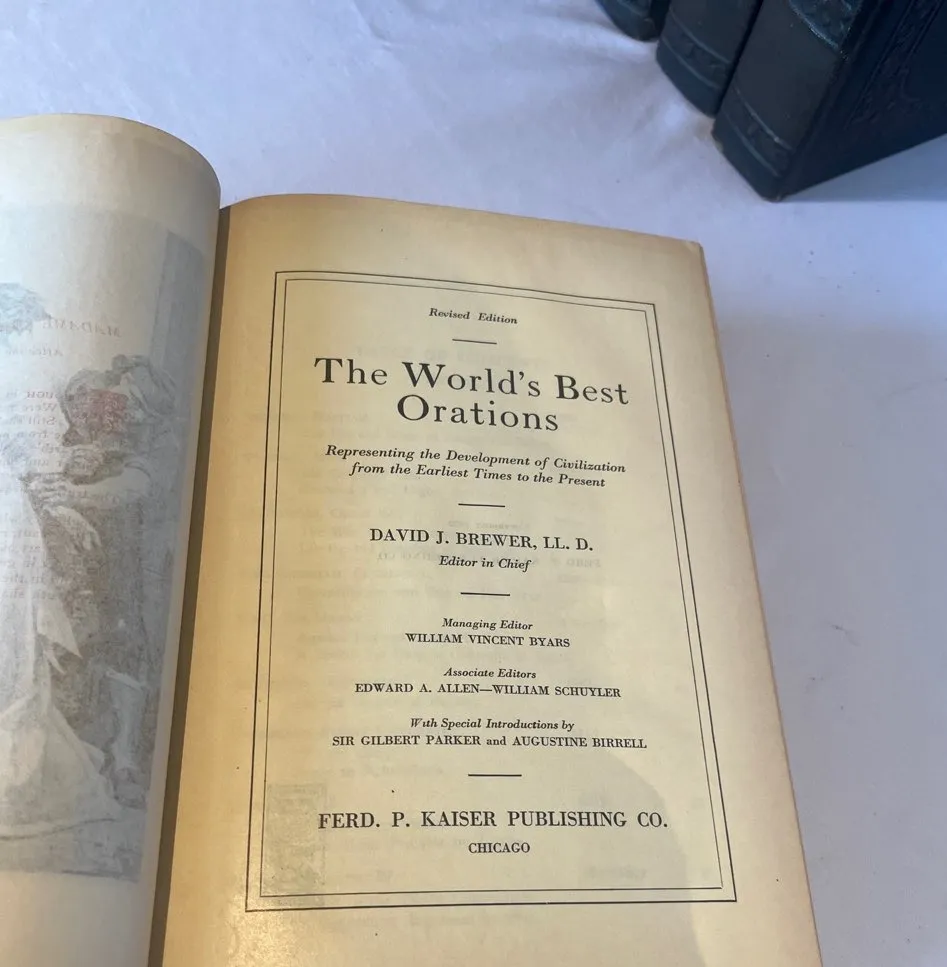 Revised Edition
The World's Best
Orations
Representing the Development of Civilization
from the Earliest Times to the Present
DAVID J. BREWER, LL. D.
Editor in Chief
Managing Editor
WILLIAM VINCENT BYARS
Associate Editors
EDWARD A. ALLEN—WILLIAM SCHUYLER
With Special Introductions by
SIR GILBERT PARKER and AUGUSTINE BIRRELL
FERD. P. KAISER PUBLISHING CO.
CHICAGO